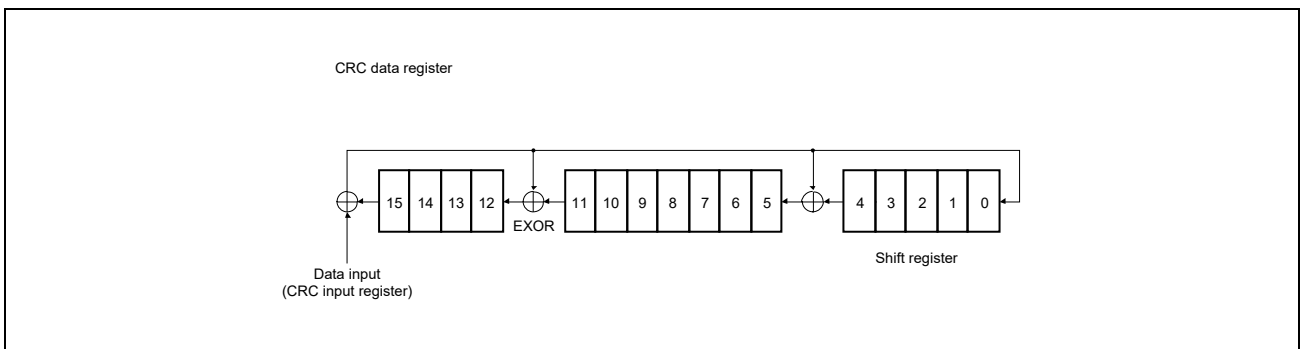 CRC data register
15 14 13 12 11 10 9 8 7 6 5 4 3 2 1 0
EXOR
Shift register
Data input
(CRC input register)